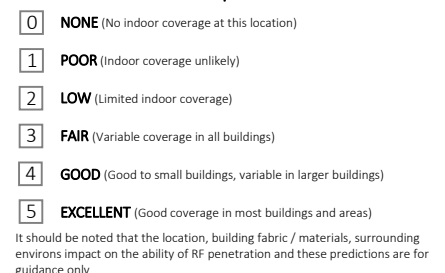 0 NONE (No indoor coverage at this location)
1 POOR (Indoor coverage unlikely)
2 LOW (Limited indoor coverage)
3 FAIR (Variable coverage in all buildings)
4 GOOD (Good to small buildings, variable in larger buildings)
5 EXCELLENT (Good coverage in most buildings and areas)
It should be noted that the location, building fabric / materials, surrounding
environs impact on the ability of RF penetration and these predictions are for
guidance only